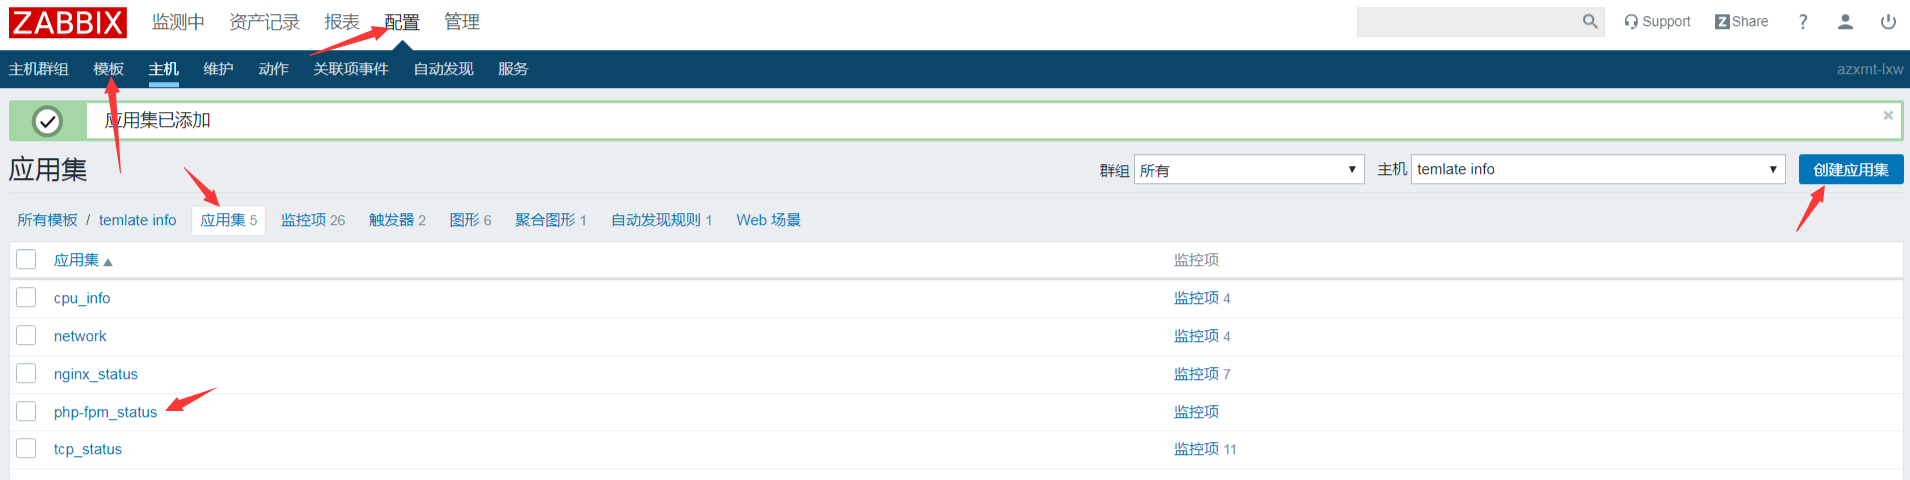 ZABBIX 监测中 资产记录 报表 配置 管理 Support Z Share ?
主机群组 模板 主机 维护 动作 关联项事件 自动发现 服务 azxmt-lxw
应用集已添加 ×
应用集 群组 所有 ▼ 主机 temlate info ▼ 创建应用集
所有模板 / temlate info 应用集 5 监控项 26 触发器 2 图形 6 聚合图形 1 自动发现规则 1 Web 场景
应用集 ▲ 监控项
cpu_info 监控项 4
network 监控项 4
nginx_status 监控项 7
php-fpm_status 监控项
tcp_status 监控项 11